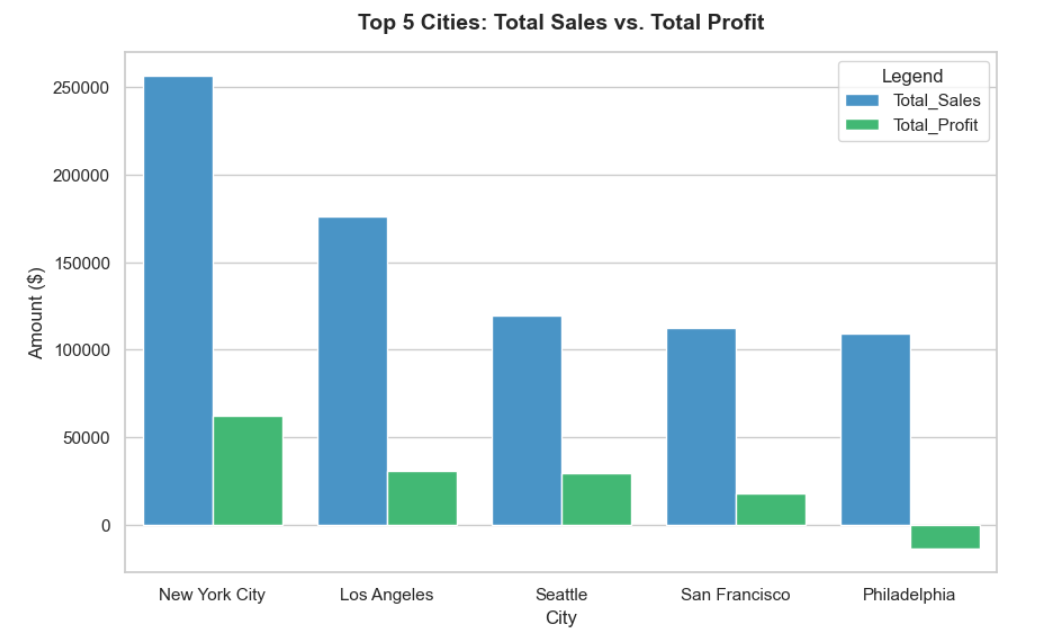 Top 5 Cities: Total Sales vs. Total Profit
Legend
Total_Sales
Total_Profit
Amount ($)
250000
200000
150000
100000
50000
0
New York City
Los Angeles
Seattle
San Francisco
Philadelphia
City